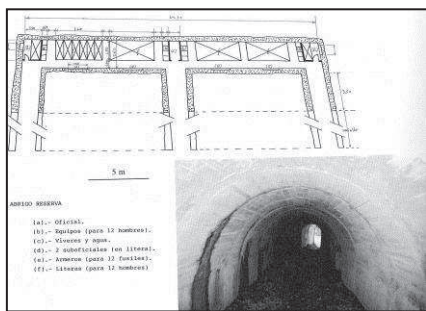 5 m
ABRIGO RESERVA
(a).- Oficial.
(b).- Equipos (para 12 hombres).
(c).- Víveres y agua.
(d).- 2 suboficiales (en litera).
(e).- Armeros (para 12 fusiles).
(f).- Literas (para 12 hombres)